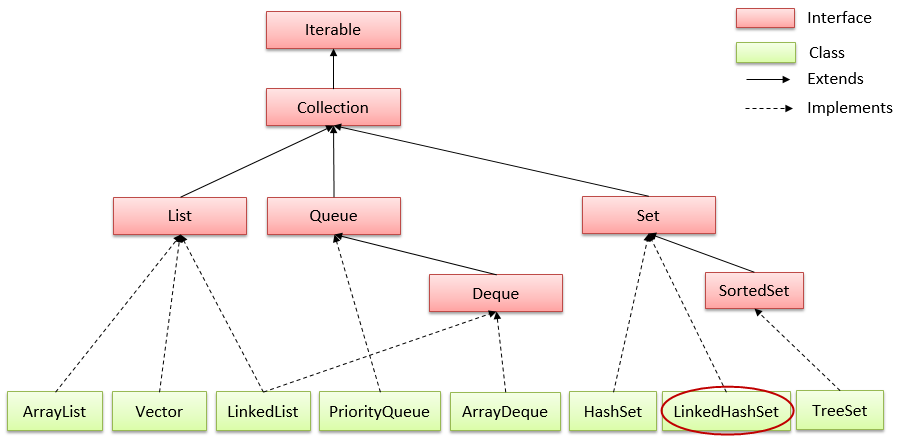 Iterable
Interface
Class
Extends
Collection
Implements
List
Queue
Set
Deque
SortedSet
ArrayList
Vector
LinkedList
PriorityQueue
ArrayDeque
HashSet
LinkedHashSet
TreeSet